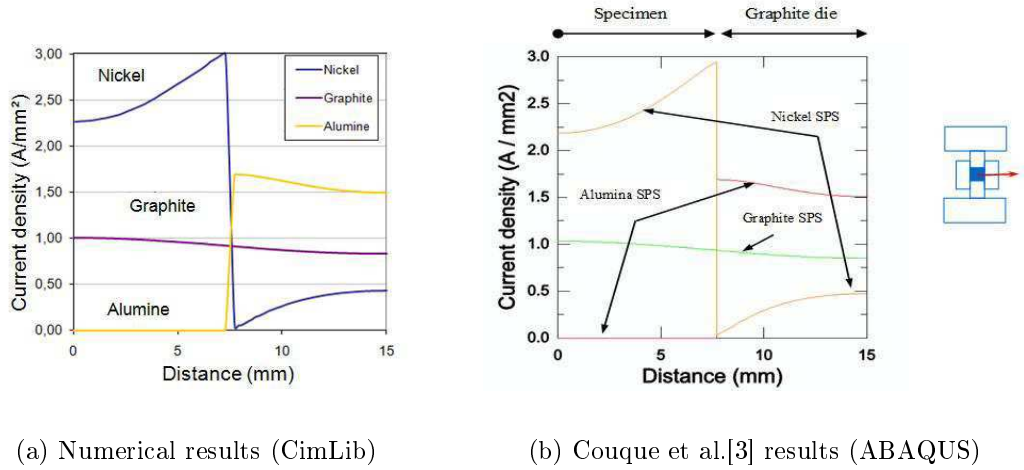 Specimen
Graphite die
3,00
2,50
2,00
1,50
1,00
0,50
0,00
Current density (A/mm²)
Nickel
Graphite
Alumine
Nickel
Graphite
Alumine
0
5
10
15
Distance (mm)
3.0
2.5
2.0
1.5
1.0
0.5
0.0
Current density (A / mm2)
Nickel SPS
Alumina SPS
Graphite SPS
0
5
10
15
Distance (mm)
(a) Numerical results (CimLib)
(b) Couque et al.[3] results (ABAQUS)